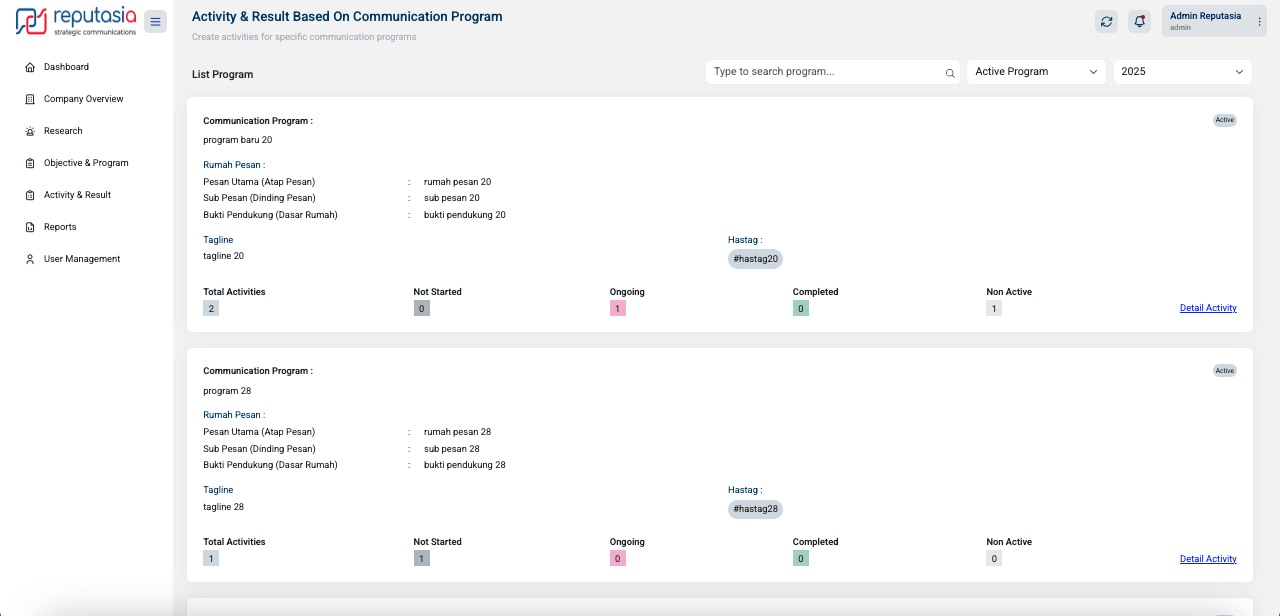 reputasia
strategic communications
Dashboard
Company Overview
Research
Objective & Program
Activity & Result
Reports
User Management
Activity & Result Based On Communication Program
Create activities for specific communication programs
Admin Reputasia
admin
List Program
Type to search program...
Active Program
2025
Communication Program :
Active
program baru 20
Rumah Pesan :
Pesan Utama (Atap Pesan) : rumah pesan 20
Sub Pesan (Dinding Pesan) : sub pesan 20
Bukti Pendukung (Dasar Rumah) : bukti pendukung 20
Tagline Hastag :
tagline 20 #hastag20
Total Activities Not Started Ongoing Completed Non Active
2 0 1 0 1 Detail Activity
Communication Program :
Active
program 28
Rumah Pesan :
Pesan Utama (Atap Pesan) : rumah pesan 28
Sub Pesan (Dinding Pesan) : sub pesan 28
Bukti Pendukung (Dasar Rumah) : bukti pendukung 28
Tagline Hastag :
tagline 28 #hastag28
Total Activities Not Started Ongoing Completed Non Active
1 1 0 0 0 Detail Activity